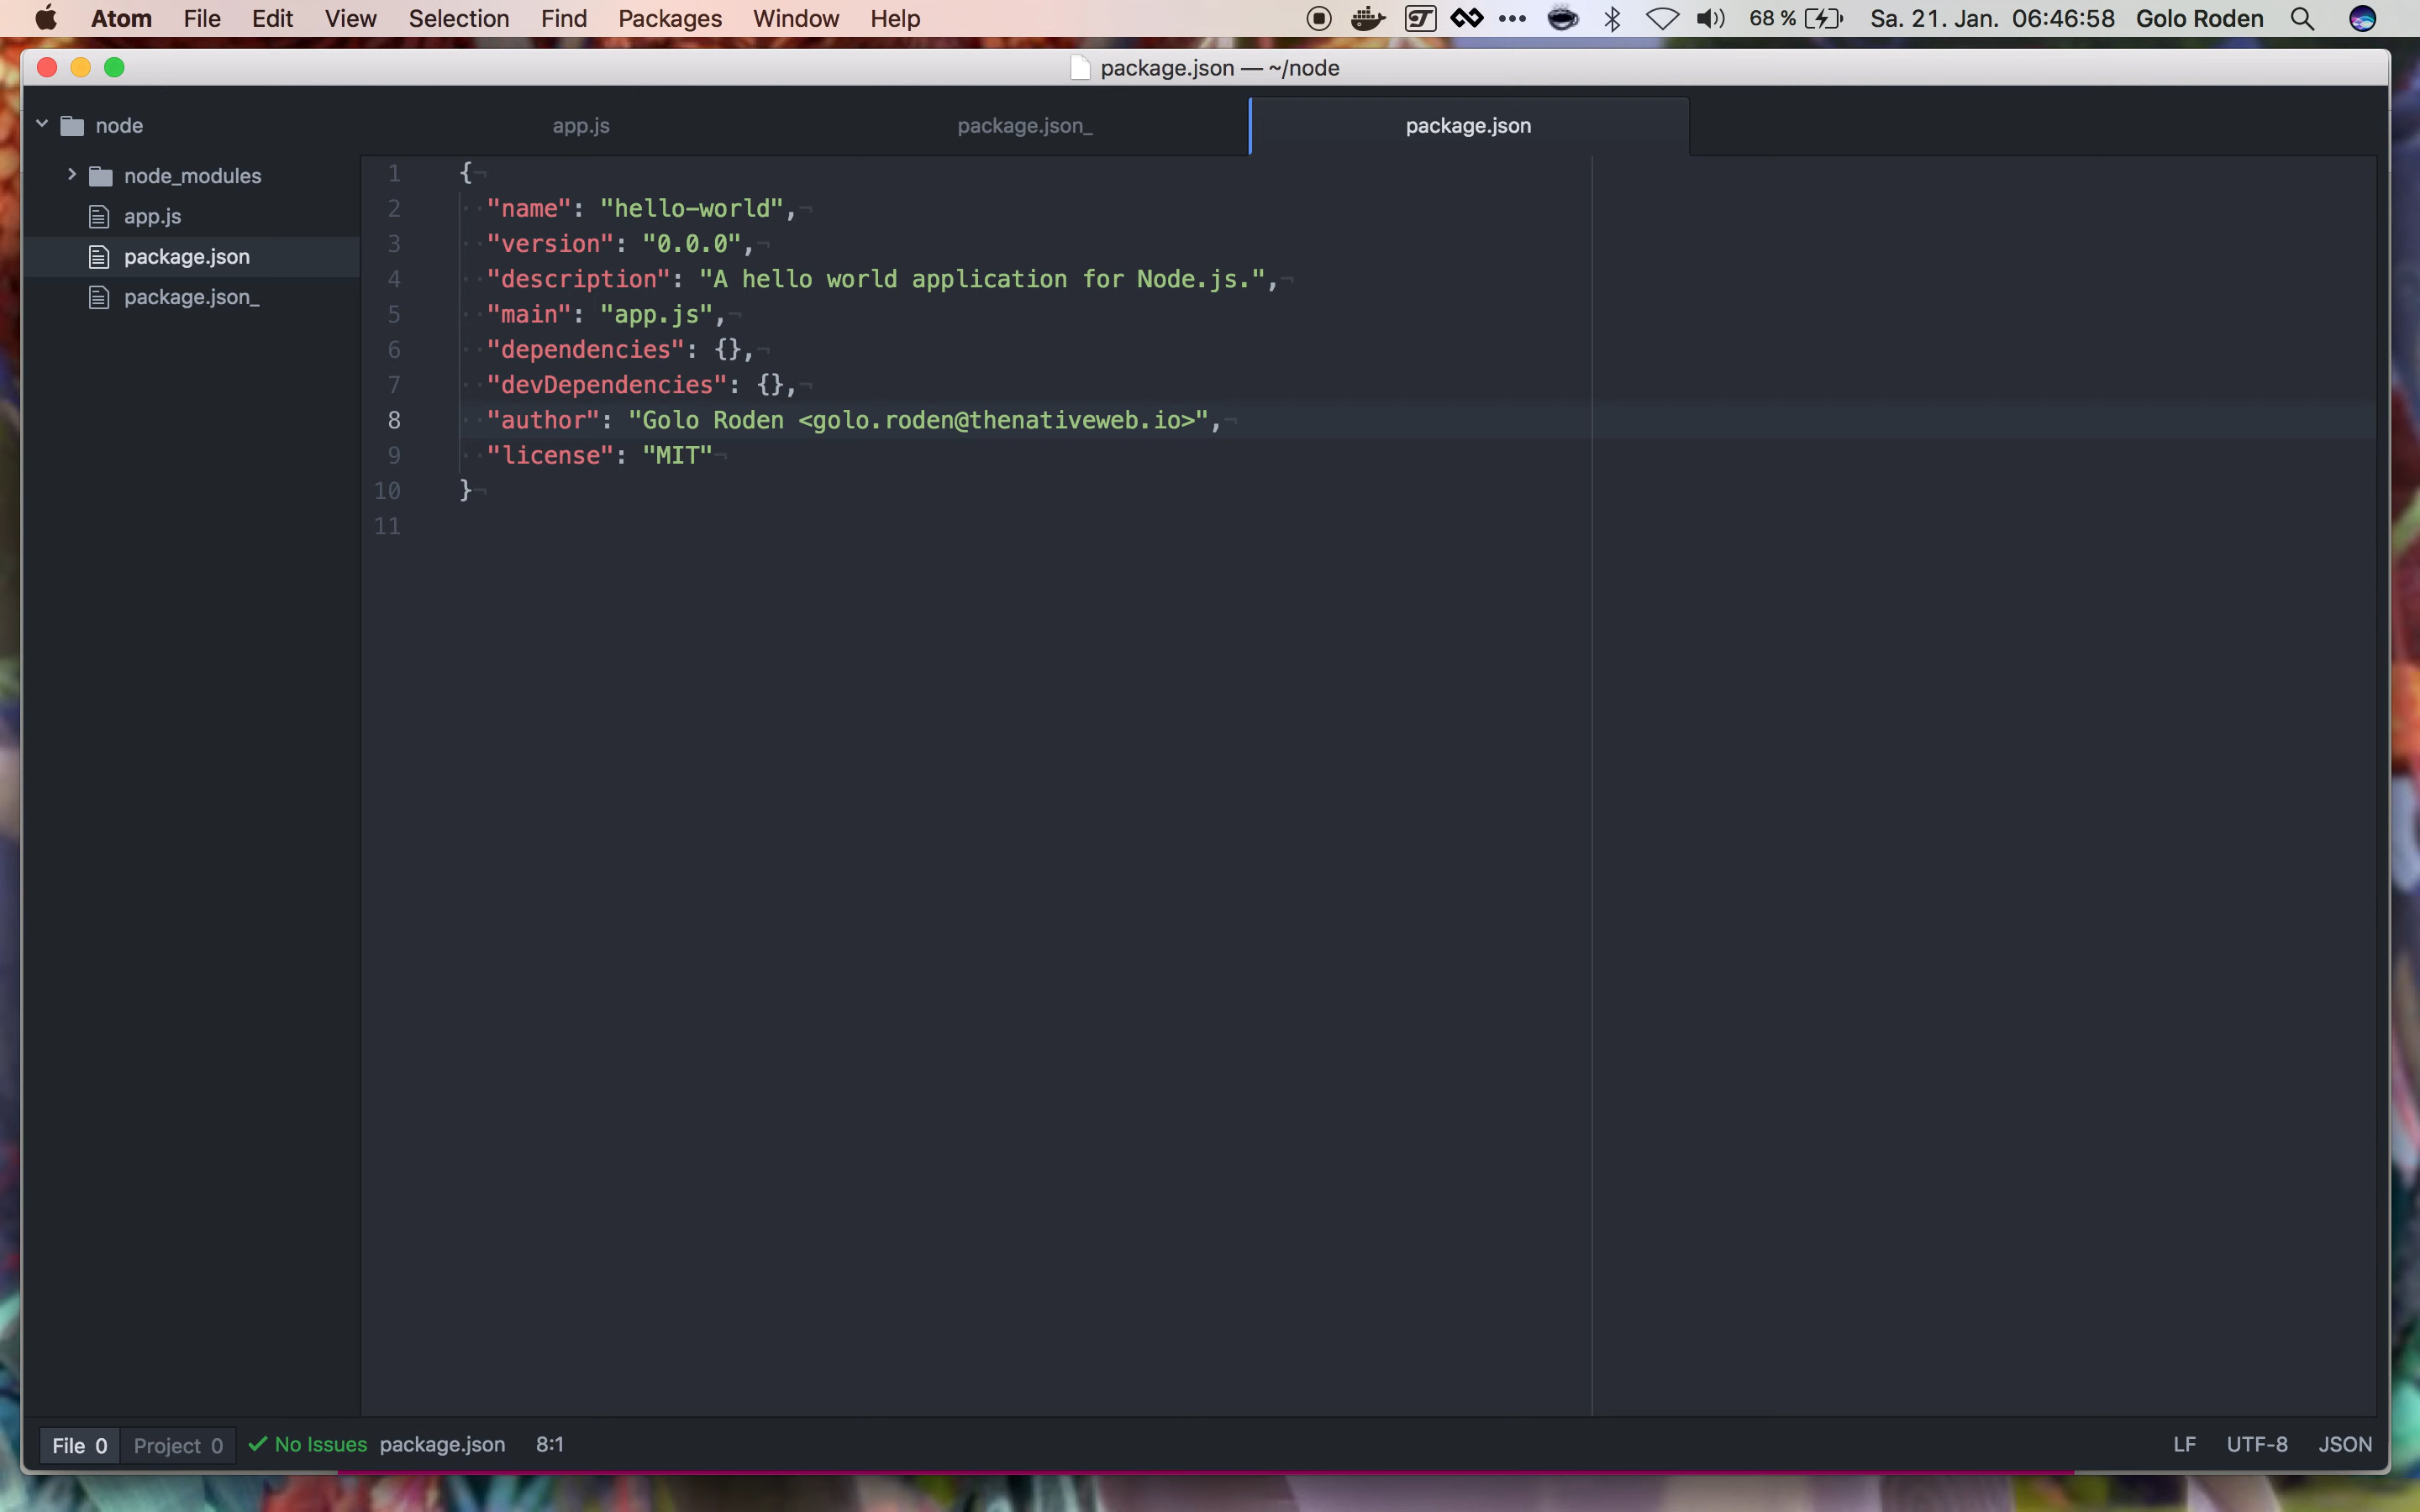 Atom File Edit View Selection Find Packages Window Help 68 % Sa. 21. Jan. 06:46:58 Golo Roden
package.json — ~/node
node
node_modules
app.js
package.json
package.json_
app.js package.json_ package.json
1 {
2 "name": "hello-world",
3 "version": "0.0.0",
4 "description": "A hello world application for Node.js.",
5 "main": "app.js",
6 "dependencies": {},
7 "devDependencies": {},
8 "author": "Golo Roden <golo.roden@thenativeweb.io>",
9 "license": "MIT"
10 }
11
File 0 Project 0 No Issues package.json 8:1 LF UTF-8 JSON